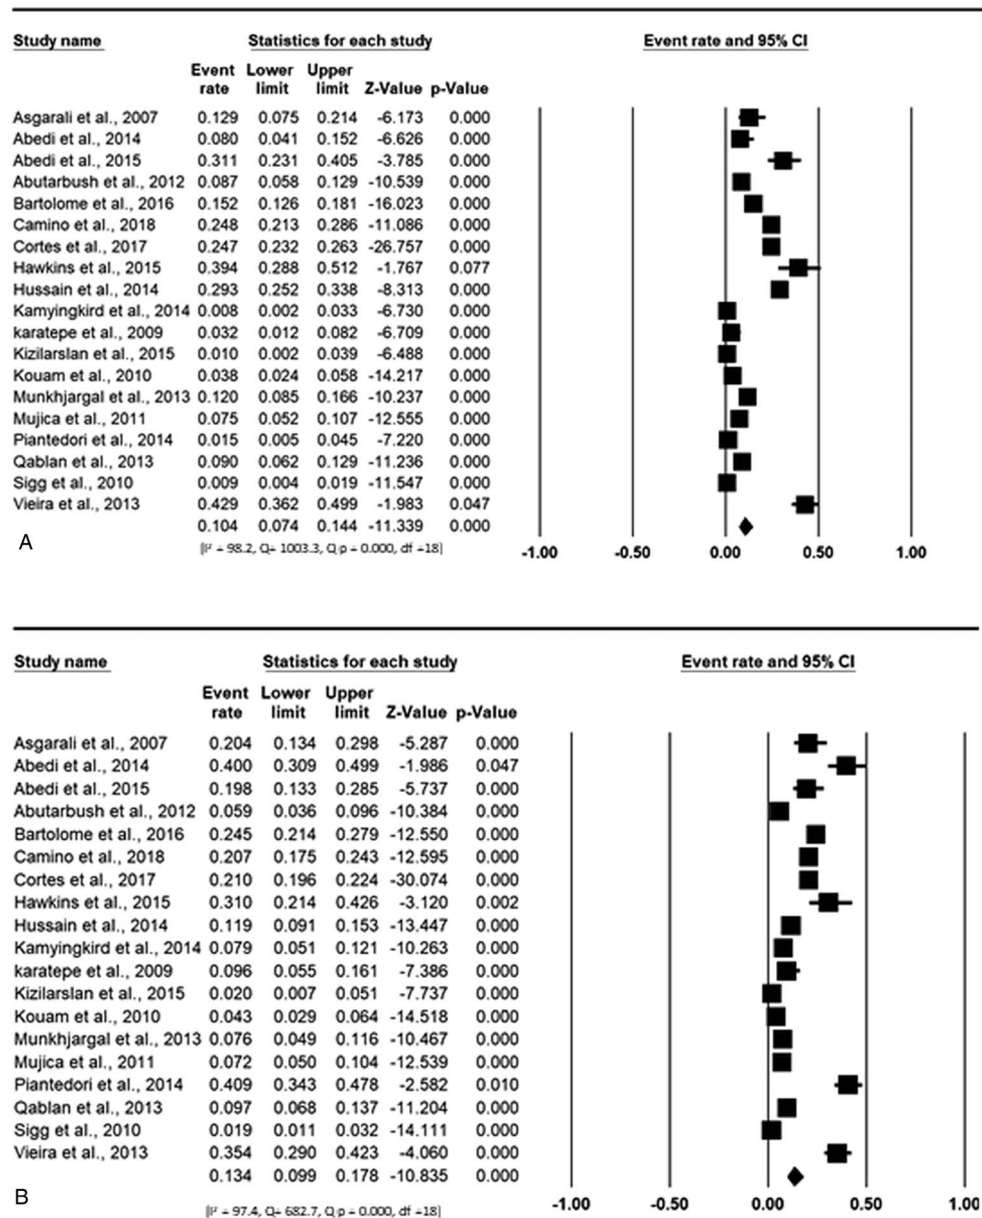 Study name Statistics for each study Event rate and 95% CI
Event Lower Upper
rate limit limit Z-Value p-Value
Asgarali et al., 2007 0.129 0.075 0.214 -6.173 0.000
Abedi et al., 2014 0.080 0.041 0.152 -6.626 0.000
Abedi et al., 2015 0.311 0.231 0.405 -3.785 0.000
Abutarbush et al., 2012 0.087 0.058 0.129 -10.539 0.000
Bartolome et al., 2016 0.152 0.126 0.181 -16.023 0.000
Camino et al., 2018 0.248 0.213 0.286 -11.086 0.000
Cortes et al., 2017 0.247 0.232 0.263 -26.757 0.000
Hawkins et al., 2015 0.394 0.288 0.512 -1.767 0.077
Hussain et al., 2014 0.293 0.252 0.338 -8.313 0.000
Kamyingkird et al., 2014 0.008 0.002 0.033 -6.730 0.000
karatepe et al., 2009 0.032 0.012 0.082 -6.709 0.000
Kizilarslan et al., 2015 0.010 0.002 0.039 -6.488 0.000
Kouam et al., 2010 0.038 0.024 0.058 -14.217 0.000
Munkhjargal et al., 2013 0.120 0.085 0.166 -10.237 0.000
Mujica et al., 2011 0.075 0.052 0.107 -12.555 0.000
Piantedori et al., 2014 0.015 0.005 0.045 -7.220 0.000
Qablan et al., 2013 0.090 0.062 0.129 -11.236 0.000
Sigg et al., 2010 0.009 0.004 0.019 -11.547 0.000
Vieira et al., 2013 0.429 0.362 0.499 -1.983 0.047
0.104 0.074 0.144 -11.339 0.000
A [I² = 98.2, Q= 1003.3, Q p = 0.000, df =18] -1.00 -0.50 0.00 0.50 1.00
Study name Statistics for each study Event rate and 95% CI
Event Lower Upper
rate limit limit Z-Value p-Value
Asgarali et al., 2007 0.204 0.134 0.298 -5.287 0.000
Abedi et al., 2014 0.400 0.309 0.499 -1.986 0.047
Abedi et al., 2015 0.198 0.133 0.285 -5.737 0.000
Abutarbush et al., 2012 0.059 0.036 0.096 -10.384 0.000
Bartolome et al., 2016 0.245 0.214 0.279 -12.550 0.000
Camino et al., 2018 0.207 0.175 0.243 -12.595 0.000
Cortes et al., 2017 0.210 0.196 0.224 -30.074 0.000
Hawkins et al., 2015 0.310 0.214 0.426 -3.120 0.002
Hussain et al., 2014 0.119 0.091 0.153 -13.447 0.000
Kamyingkird et al., 2014 0.079 0.051 0.121 -10.263 0.000
karatepe et al., 2009 0.096 0.055 0.161 -7.386 0.000
Kizilarslan et al., 2015 0.020 0.007 0.051 -7.737 0.000
Kouam et al., 2010 0.043 0.029 0.064 -14.518 0.000
Munkhjargal et al., 2013 0.076 0.049 0.116 -10.467 0.000
Mujica et al., 2011 0.072 0.050 0.104 -12.539 0.000
Piantedori et al., 2014 0.409 0.343 0.478 -2.582 0.010
Qablan et al., 2013 0.097 0.068 0.137 -11.204 0.000
Sigg et al., 2010 0.019 0.011 0.032 -14.111 0.000
Vieira et al., 2013 0.354 0.290 0.423 -4.060 0.000
0.134 0.099 0.178 -10.835 0.000
B [I² = 97.4, Q= 682.7, Q p = 0.000, df =18] -1.00 -0.50 0.00 0.50 1.00